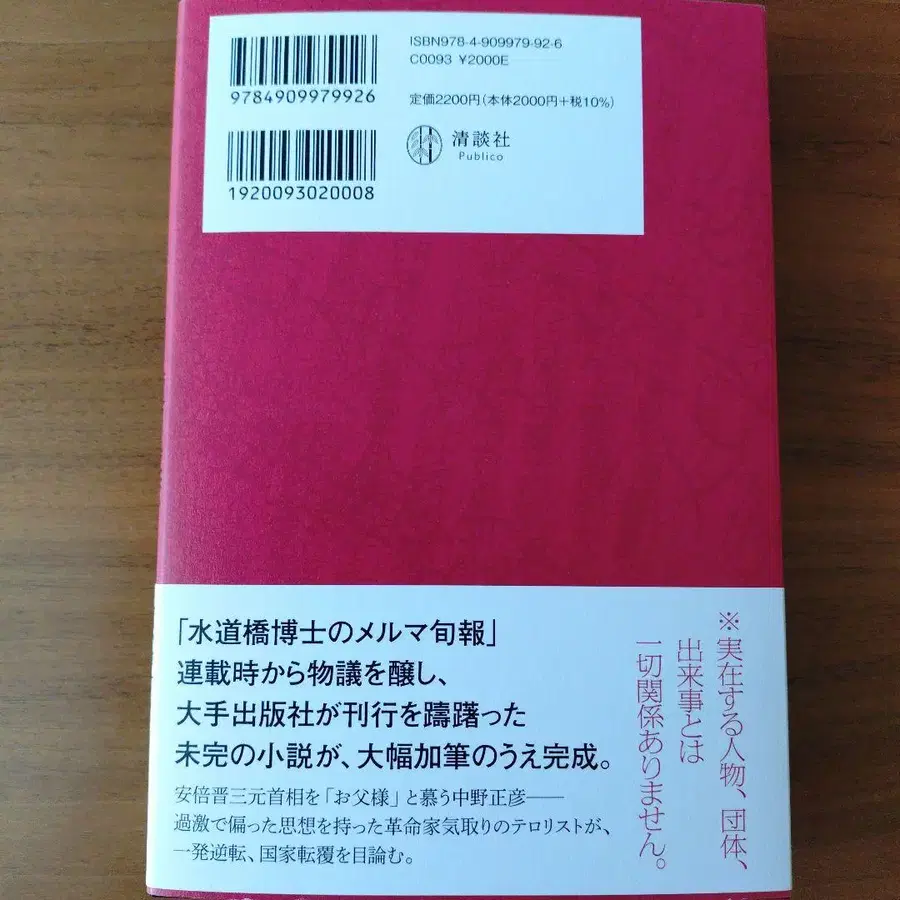 ISBN978-4-909979-92-6
C0093 ¥2000E
9784909979926
定価2200円(本体2000円+税10%)
清談社
Publico
1920093020008
「水道橋博士のメルマ旬報」
連載時から物議を醸し、
大手出版社が刊行を躊躇った
未完の小説が、大幅加筆のうえ完成。
安倍晋三元首相を「お父様」と慕う中野正彦――
過激で偏った思想を持った革命家気取りのテロリストが、
一発逆転、国家転覆を目論む。
※実在する人物、団体、
出来事とは
一切関係ありません。